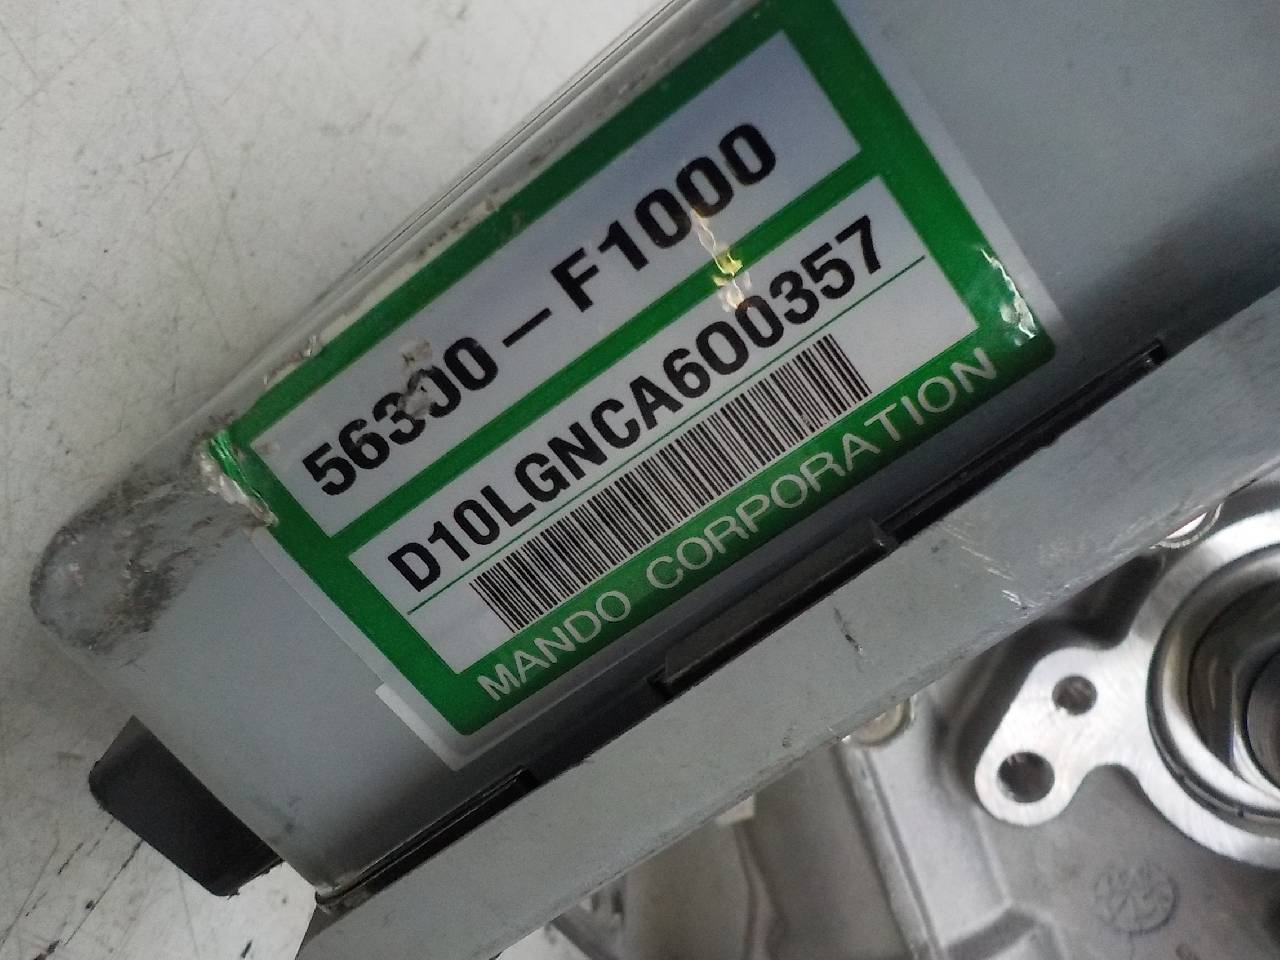 56300-F1000
D10LGNCA600357
MANDO CORPORATION